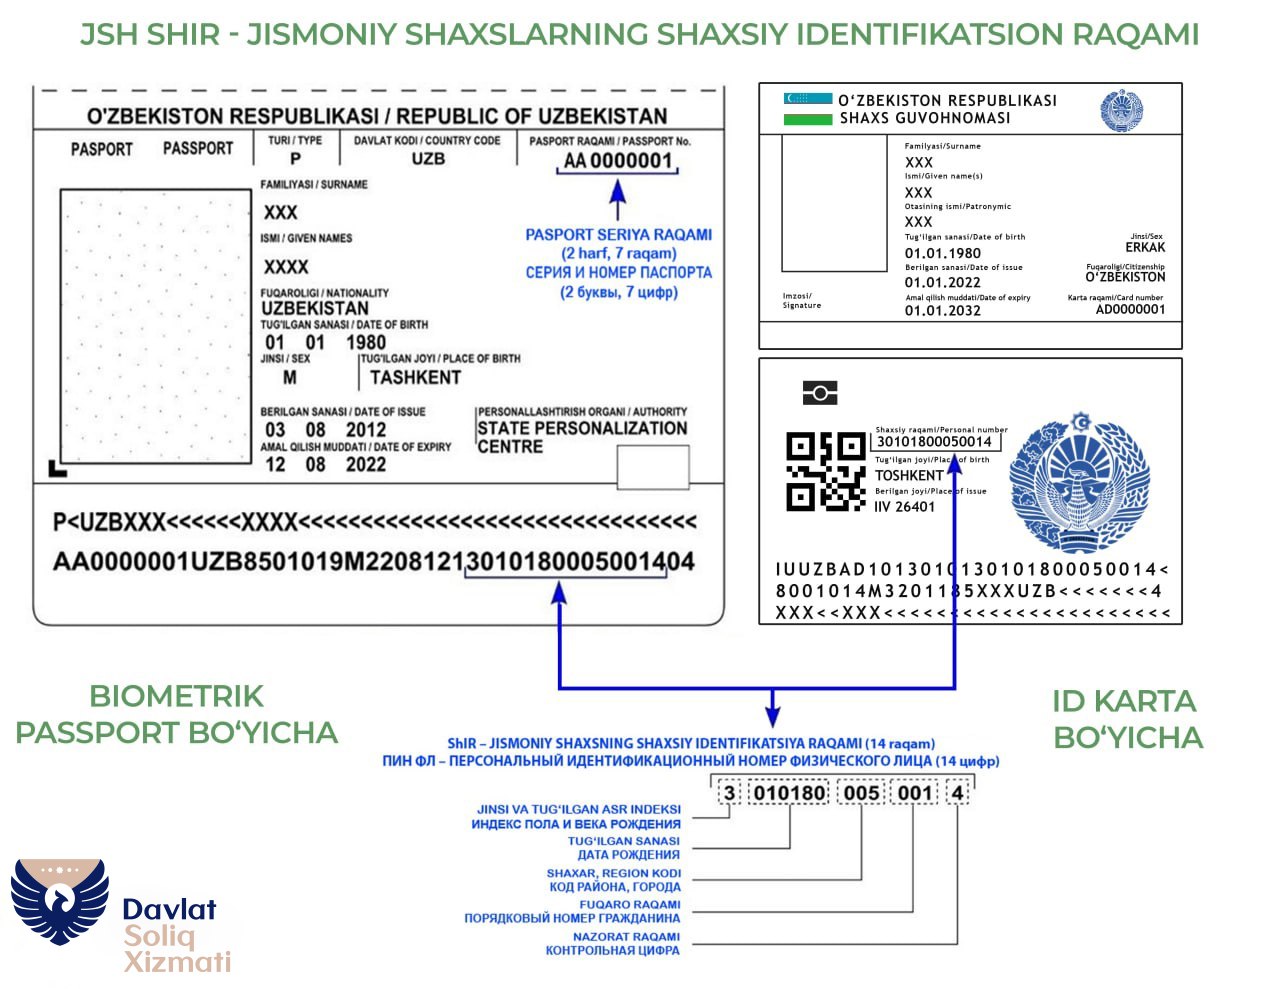 JSH SHIR - JISMONIY SHAXSLARNING SHAXSIY IDENTIFIKATSION RAQAMI
O'ZBEKISTON RESPUBLIKASI / REPUBLIC OF UZBEKISTAN
PASPORT PASSPORT
TURI / TYPE
P
DAVLAT KODI / COUNTRY CODE
UZB
PASPORT RAQAMI / PASSPORT No.
AA 0000001
PASPORT SERIYA RAQAMI
(2 harf, 7 raqam)
СЕРИЯ И НОМЕР ПАСПОРТА
(2 буквы, 7 цифр)
FAMILIYASI / SURNAME
XXX
ISMI / GIVEN NAMES
XXXX
FUQAROLIGI / NATIONALITY
UZBEKISTAN
TUG'ILGAN SANASI / DATE OF BIRTH
01 01 1980
JINSI / SEX
M
TUG'ILGAN JOYI / PLACE OF BIRTH
TASHKENT
BERILGAN SANASI / DATE OF ISSUE
03 08 2012
AMAL QILISH MUDDATI / DATE OF EXPIRY
12 08 2022
PERSONALLASHTIRISH ORGANI / AUTHORITY
STATE PERSONALIZATION
CENTRE
P<UZBXXX<<<<<<XXXX<<<<<<<<<<<<<<<<<<<<<<<<<<<<<<<<
AA0000001UZB8501019M22081213010180005001404
O‘ZBEKISTON RESPUBLIKASI
SHAXS GUVOHNOMASI
Familyasi/Surname
XXX
Ismi/Given name(s)
XXX
Otasining ismi/Patronymic
XXX
Tug‘ilgan sanasi/Date of birth
01.01.1980
Berilgan sanasi/Date of issue
01.01.2022
Amal qilish muddati/Date of expiry
01.01.2032
Jinsi/Sex
ERKAK
Fuqaroligi/Citizenship
O‘ZBEKISTON
Karta raqami/Card number
AD0000001
Imzosi/
Signature
Shaxsiy raqami/Personal number
30101800050014
Tug‘ilgan joyi/Place of birth
TOSHKENT
Berilgan joyi/Place of issue
IIV 26401
IUUZBAD1013010130101800050014<
8001014M3201185XXXUZB<<<<<<<4
XXX<<XXX<<<<<<<<<<<<<<<<<<<<<<
BIOMETRIK
PASSPORT BO‘YICHA
ID KARTA
BO‘YICHA
ShIR – JISMONIY SHAXSNING SHAXSIY IDENTIFIKATSIYA RAQAMI (14 raqam)
ПИН ФЛ – ПЕРСОНАЛЬНЫЙ ИДЕНТИФИКАЦИОННЫЙ НОМЕР ФИЗИЧЕСКОГО ЛИЦА (14 цифр)
3 010180 005 001 4
JINSI VA TUG‘ILGAN ASR INDEKSI
ИНДЕКС ПОЛА И ВЕКА РОЖДЕНИЯ
TUG‘ILGAN SANASI
ДАТА РОЖДЕНИЯ
SHAXAR, REGION KODI
КОД РАЙОНА, ГОРОДА
FUQARO RAQAMI
ПОРЯДКОВЫЙ НОМЕР ГРАЖДАНИНА
NAZORAT RAQAMI
КОНТРОЛЬНАЯ ЦИФРА
Davlat
Soliq
Xizmati